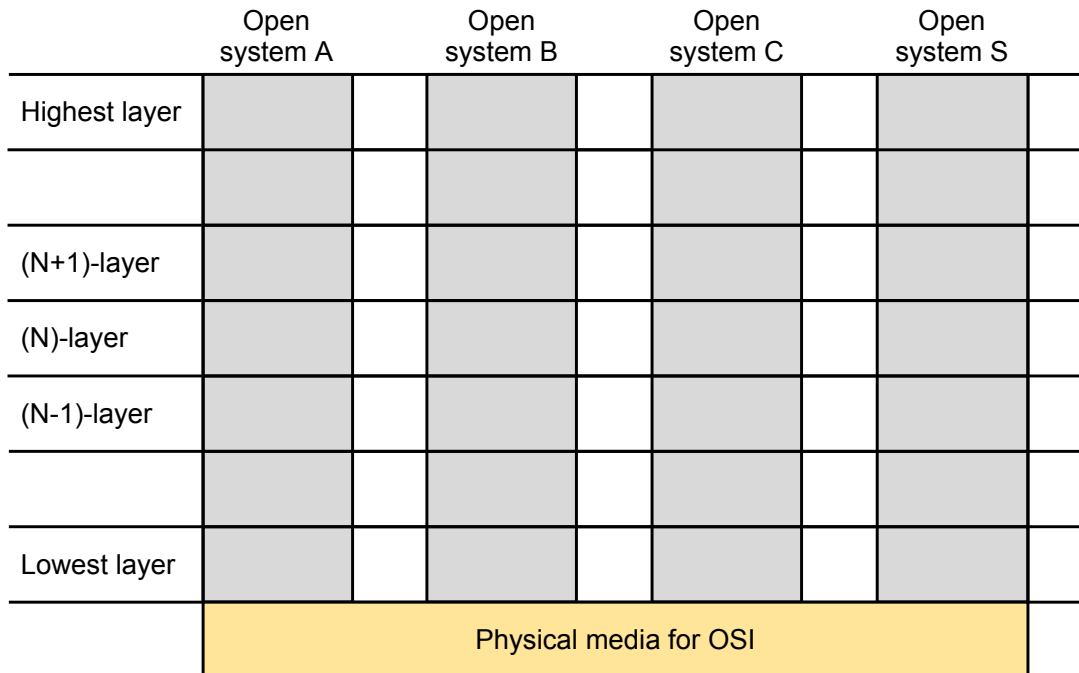 Open
system A
Open
system B
Open
system C
Open
system S
Highest layer
(N+1)-layer
(N)-layer
(N-1)-layer
Lowest layer
Physical media for OSI